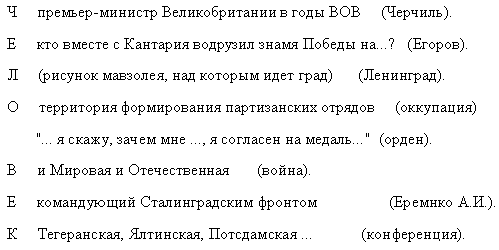 Ч премьер-министр Великобритании в годы ВОВ (Черчиль).
Е кто вместе с Кантария водрузил знамя Победы на...? (Егоров).
Л (рисунок мавзолея, над которым идет град) (Ленинград).
О территория формирования партизанских отрядов (оккупация)
"... я скажу, зачем мне ..., я согласен на медаль..." (орден).
В и Мировая и Отечественная (война).
Е командующий Сталинградским фронтом (Еремнко А.И.).
К Тегеранская, Ялтинская, Потсдамская ... (конференция).